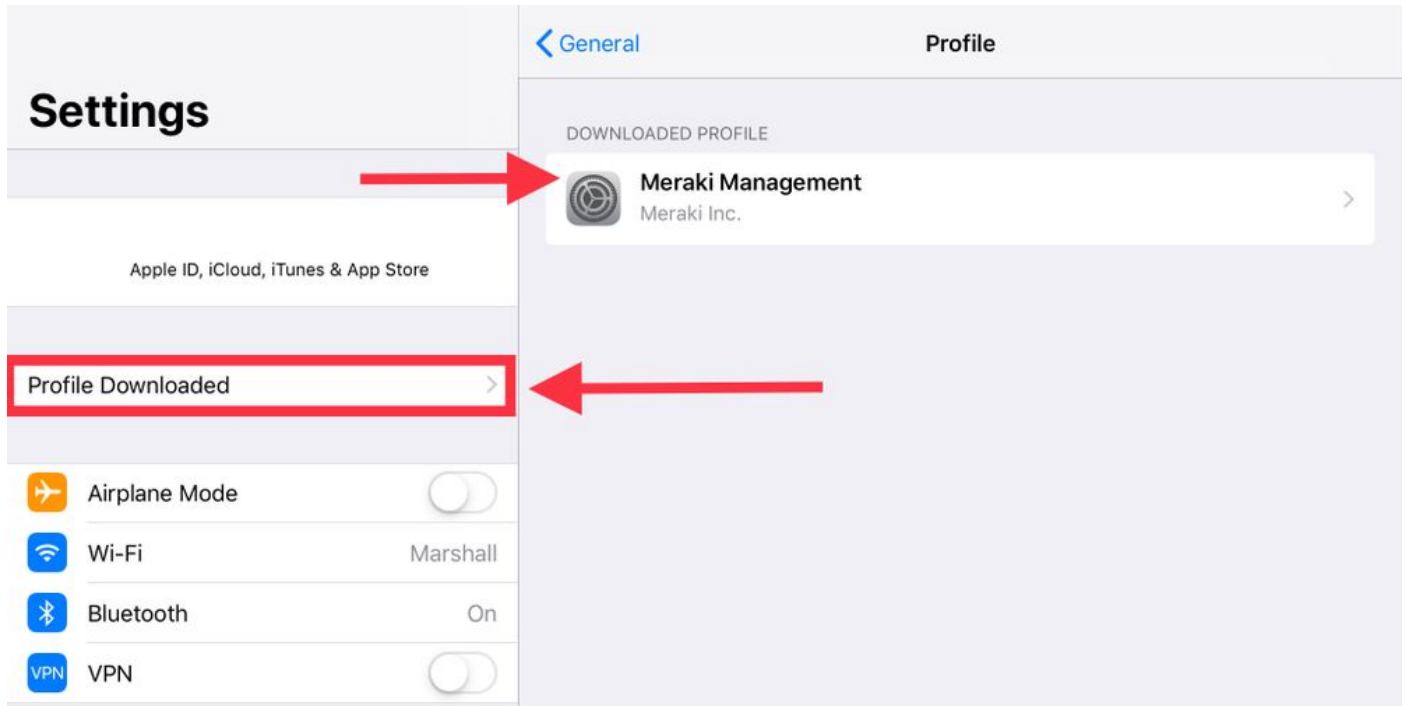 Settings
Apple ID, iCloud, iTunes & App Store
Profile Downloaded
Airplane Mode
Wi-Fi Marshall
Bluetooth On
VPN VPN
General Profile
DOWNLOADED PROFILE
Meraki Management
Meraki Inc.